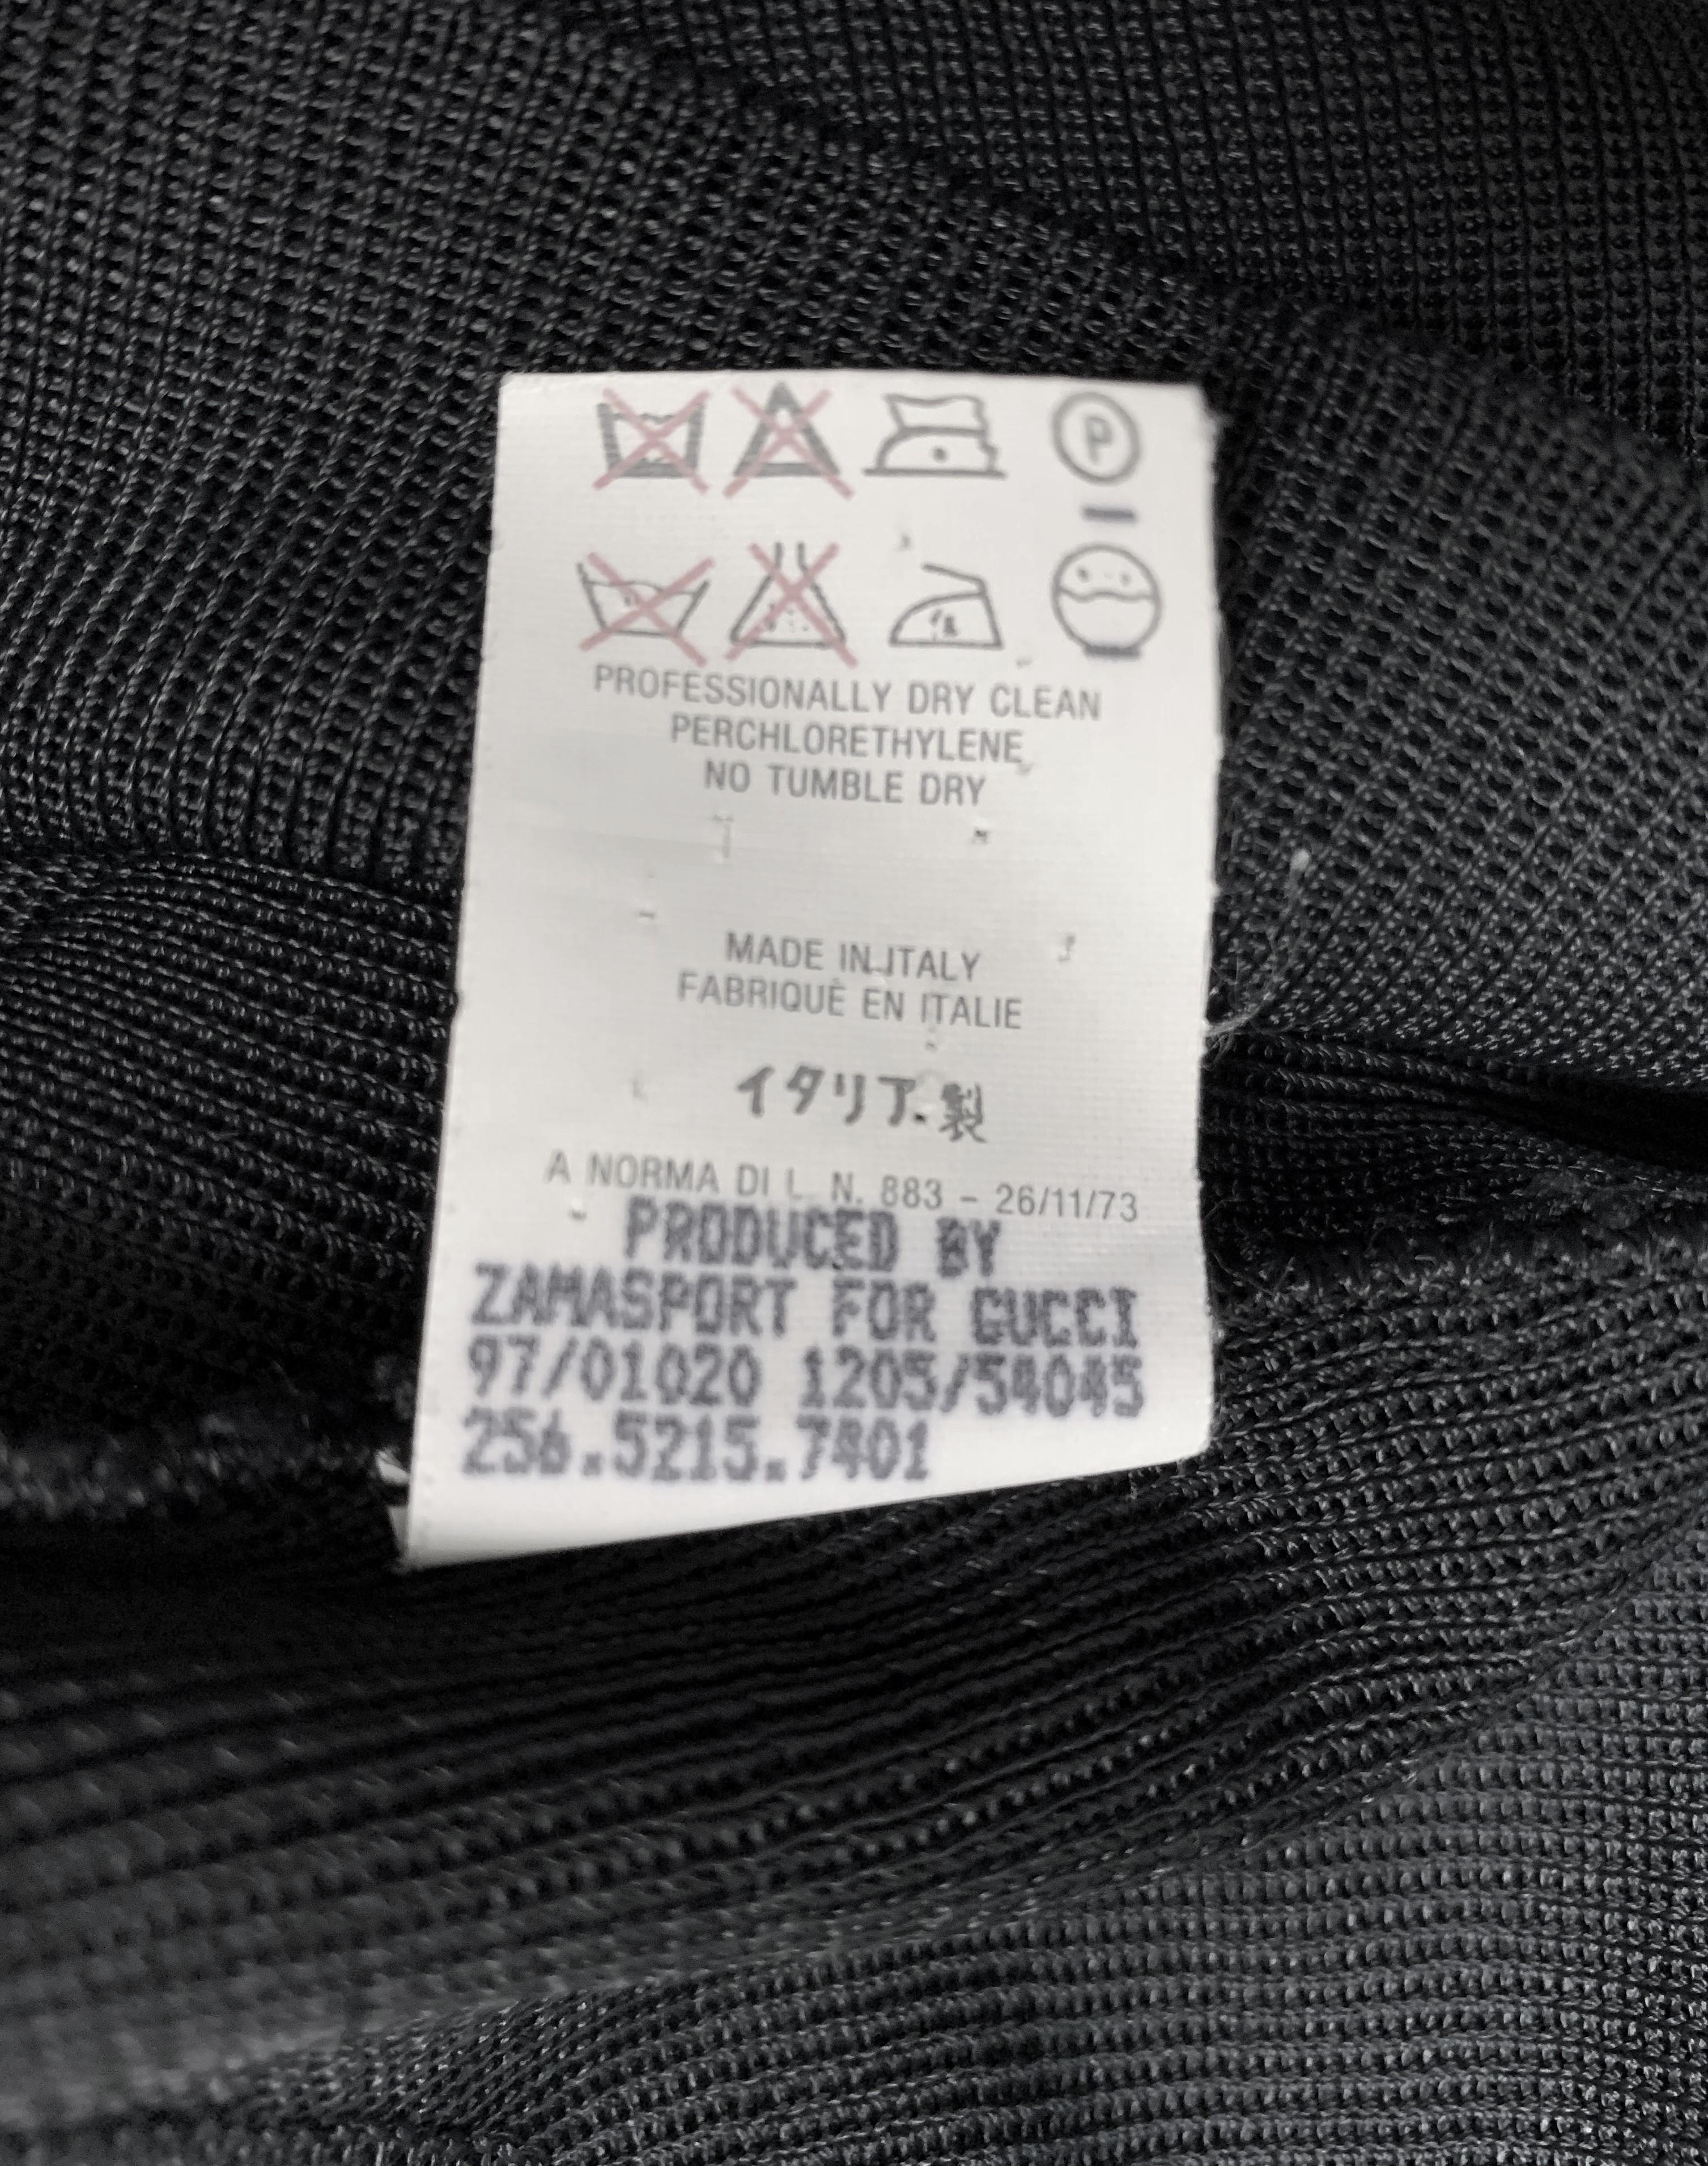 P
PROFESSIONALLY DRY CLEAN
PERCHLORETHYLENE
NO TUMBLE DRY
MADE IN ITALY
FABRIQUÈ EN ITALIE
イタリア製
A NORMA DI L. N. 883 - 26/11/73
PRODUCED BY
ZAMASPORT FOR GUCCI
97/01020 1205/54045
256.5215.7401